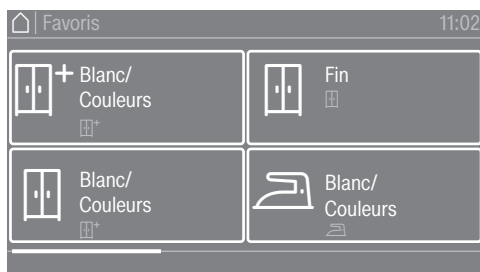 Favoris 11:02
Blanc/
Couleurs
Fin
Blanc/
Couleurs
Blanc/
Couleurs